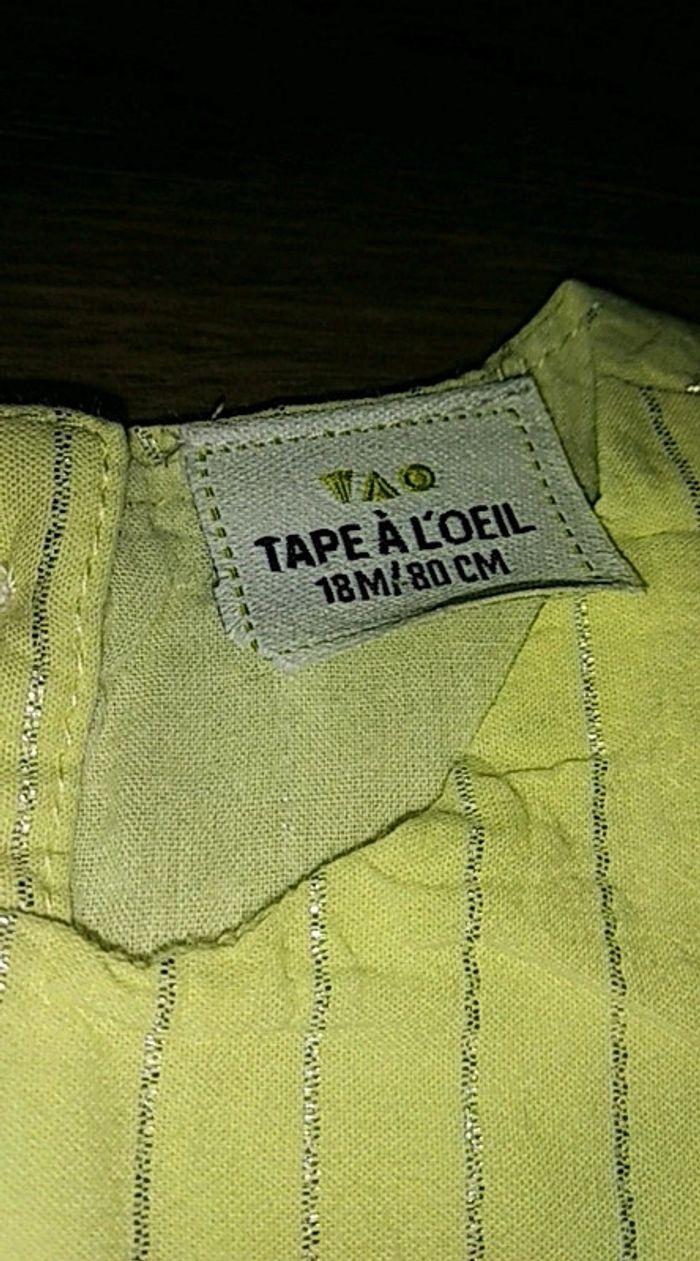 TAO
TAPE À L'OEIL
18M/80 CM